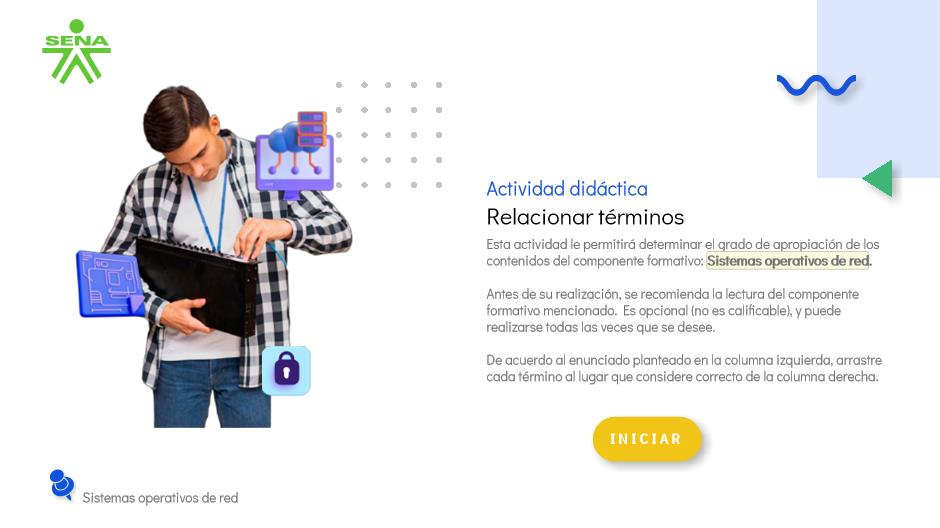 SENA
Actividad didáctica
Relacionar términos
Esta actividad le permitirá determinar el grado de apropiación de los
contenidos del componente formativo: Sistemas operativos de red.
Antes de su realización, se recomienda la lectura del componente
formativo mencionado.  Es opcional (no es calificable), y puede
realizarse todas las veces que se desee.
De acuerdo al enunciado planteado en la columna izquierda, arrastre
cada término al lugar que considere correcto de la columna derecha.
INICIAR
Sistemas operativos de red